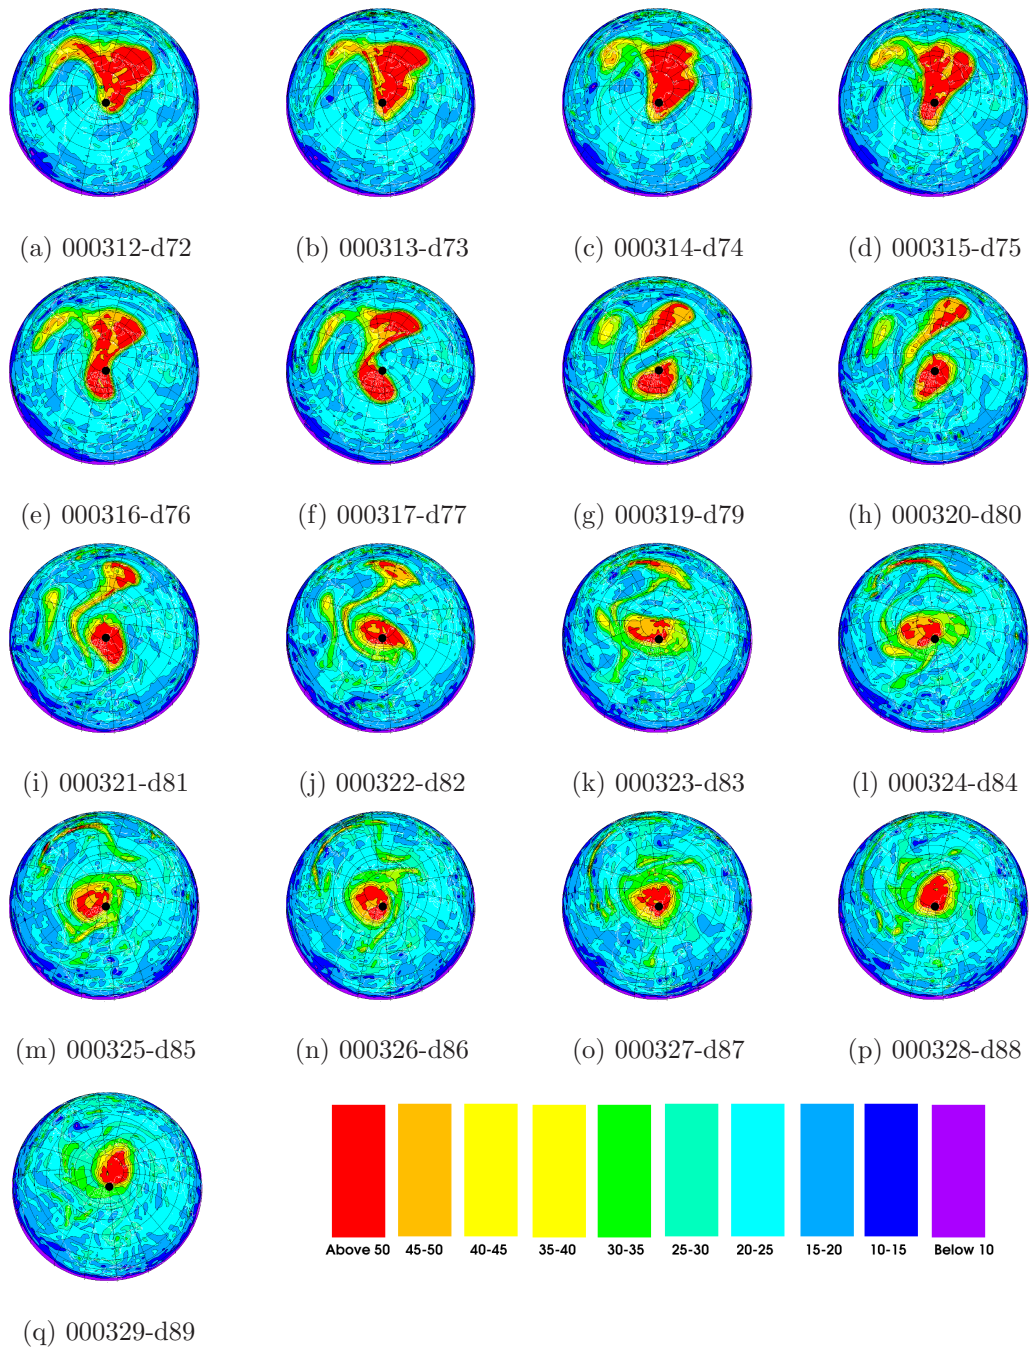 (a) 000312-d72 (b) 000313-d73 (c) 000314-d74 (d) 000315-d75
(e) 000316-d76 (f) 000317-d77 (g) 000319-d79 (h) 000320-d80
(i) 000321-d81 (j) 000322-d82 (k) 000323-d83 (l) 000324-d84
(m) 000325-d85 (n) 000326-d86 (o) 000327-d87 (p) 000328-d88
Above 50 45-50 40-45 35-40 30-35 25-30 20-25 15-20 10-15 Below 10
(q) 000329-d89